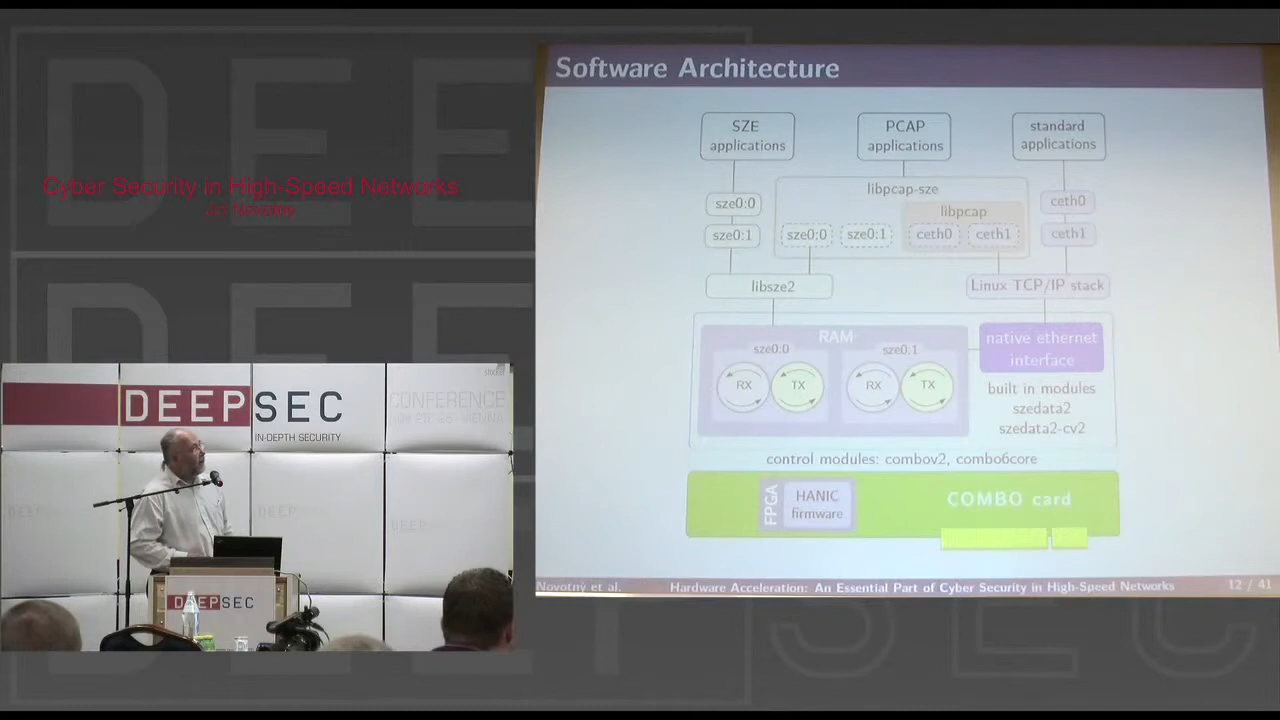 Cyber Security in High-Speed Networks
Jiri Novotny
DEEPSEC
IN-DEPTH SECURITY
CONFERENCE
DEEPSEC
Software Architecture
SZE applications
PCAP applications
standard applications
libpcap-sze
sze0:0
libpcap
ceth0
sze0:1
sze0:0
sze0:1
ceth0
ceth1
ceth1
libsze2
Linux TCP/IP stack
RAM
native ethernet
interface
sze0:0
sze0:1
RX
TX
RX
TX
built in modules
szedata2
szedata2-cv2
control modules: combov2, combo6core
FPGA
HANIC
firmware
COMBO card
Novotný et al.
Hardware Acceleration: An Essential Part of Cyber Security in High-Speed Networks
12 / 41